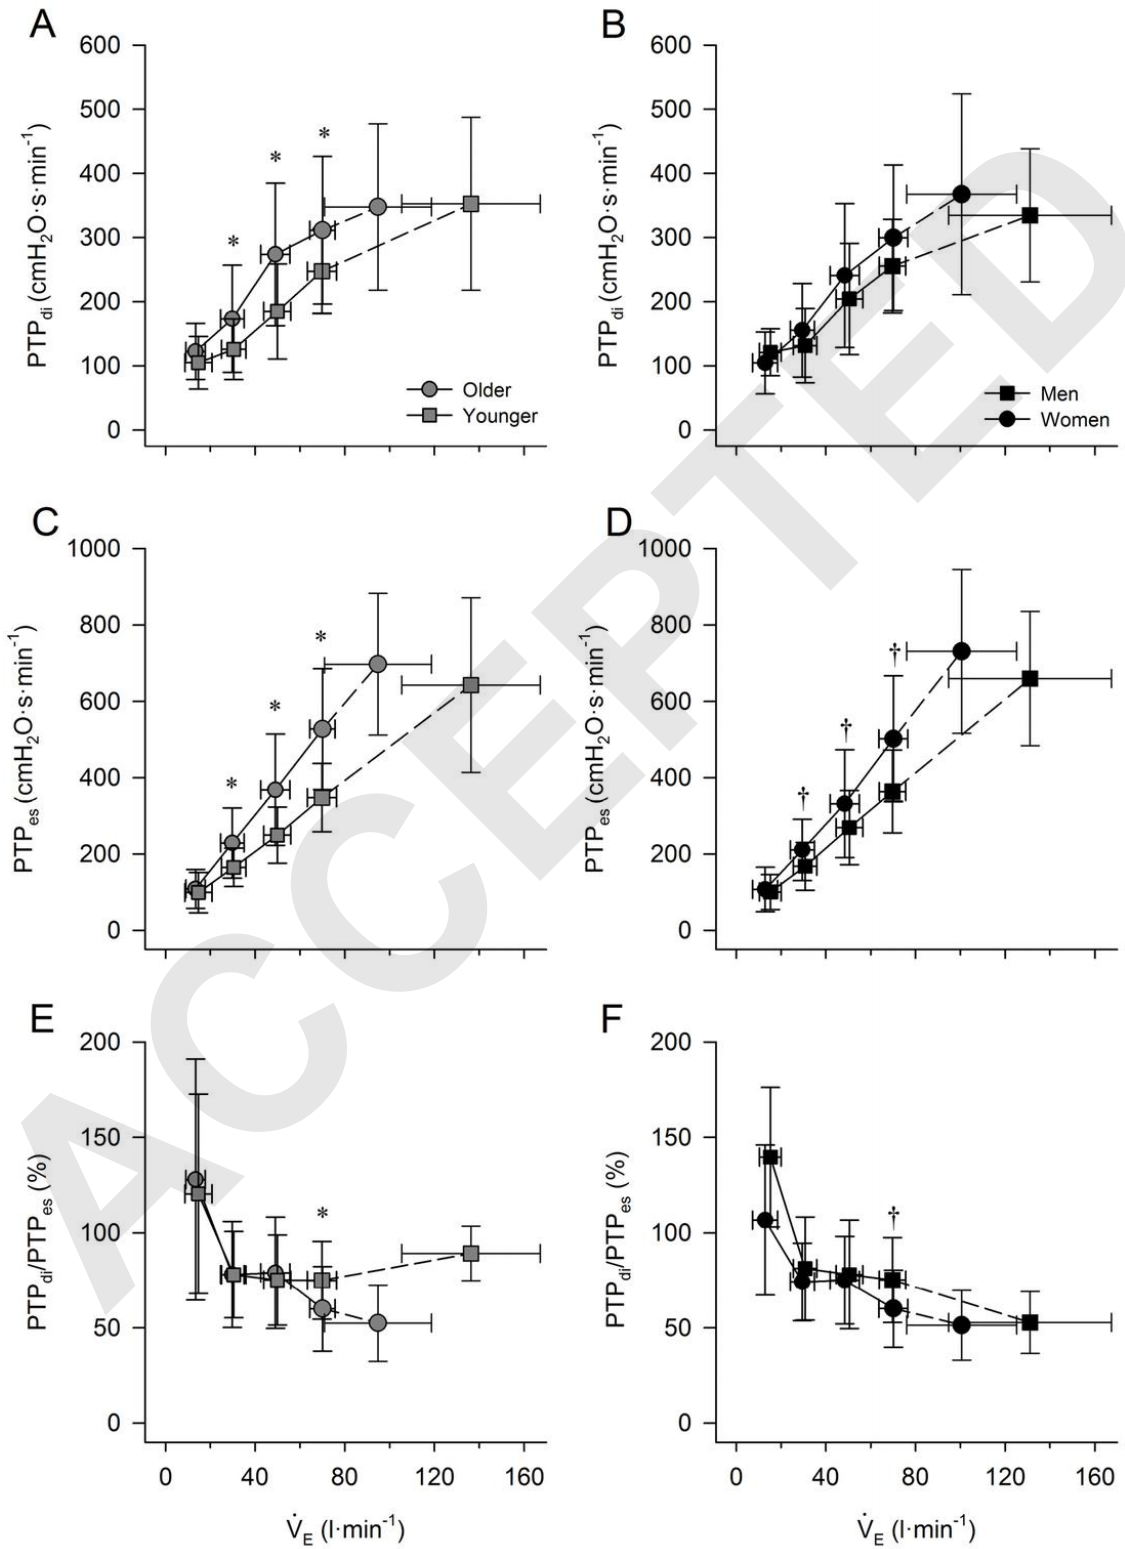 A
B
600
500
400
300
200
100
0
PTPdi (cmH2O·s·min-1)
*
*
*
Older
Younger
600
500
400
300
200
100
0
PTPdi (cmH2O·s·min-1)
Men
Women
C
D
1000
800
600
400
200
0
PTPes (cmH2O·s·min-1)
*
*
*
1000
800
600
400
200
0
PTPes (cmH2O·s·min-1)
†
†
†
E
F
200
150
100
50
0
PTPdi/PTPes (%)
*
0 40 80 120 160
V̇E (l·min-1)
200
150
100
50
0
PTPdi/PTPes (%)
†
0 40 80 120 160
V̇E (l·min-1)
ACCEPTED